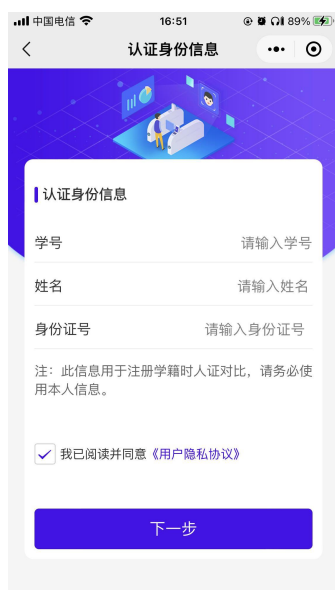 中国电信 16:51 89%
认证身份信息
认证身份信息
学号 请输入学号
姓名 请输入姓名
身份证号 请输入身份证号
注：此信息用于注册学籍时人证对比，请务必使
用本人信息。
我已阅读并同意《用户隐私协议》
下一步